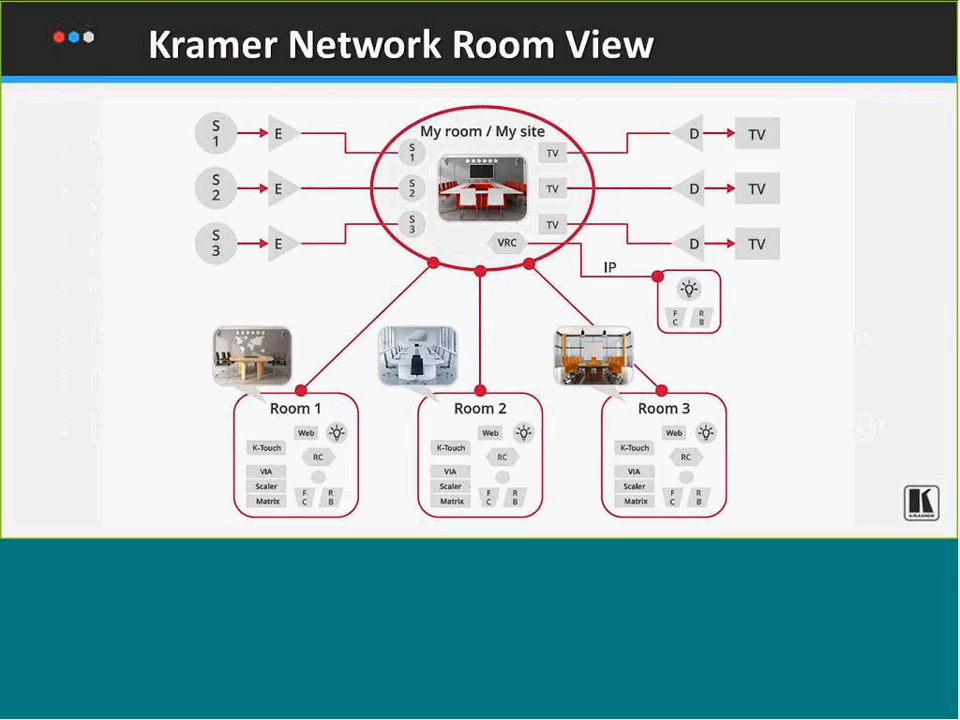 Kramer Network Room View
My room / My site
S
1
E
S
1
TV
D
TV
S
2
E
S
2
TV
D
TV
S
3
E
S
3
TV
D
TV
VRC
IP
F
C
R
B
Room 1
Web
K-Touch
RC
VIA
Scaler
Matrix
F
C
R
B
Room 2
Web
K-Touch
RC
VIA
Scaler
Matrix
F
C
R
B
Room 3
Web
K-Touch
RC
VIA
Scaler
Matrix
F
C
R
B
K
KRAMER